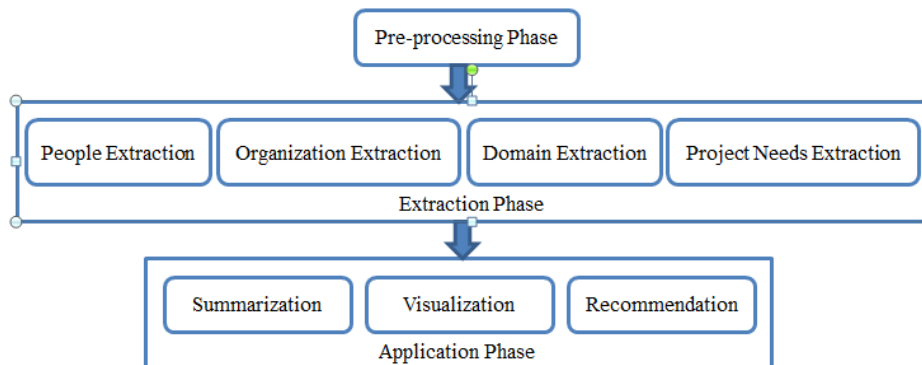 Pre-processing Phase
People Extraction
Organization Extraction
Domain Extraction
Project Needs Extraction
Extraction Phase
Summarization
Visualization
Recommendation
Application Phase